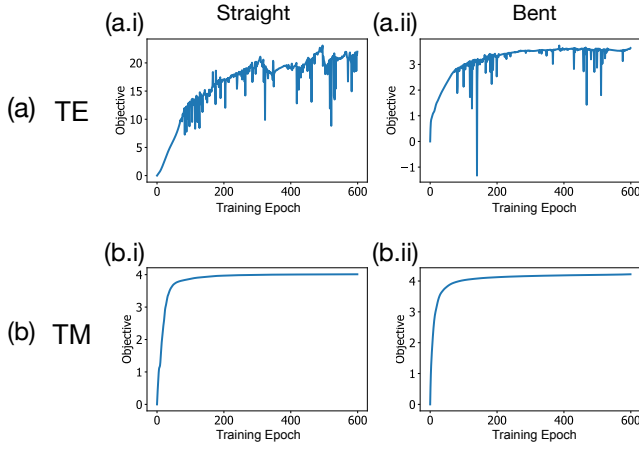 Straight
Bent
(a.i)
(a.ii)
(a) TE
Objective
20
15
10
5
0
0
200
400
600
Training Epoch
Objective
3
2
1
0
−1
0
200
400
600
Training Epoch
(b.i)
(b.ii)
(b) TM
Objective
4
3
2
1
0
0
200
400
600
Training Epoch
Objective
4
3
2
1
0
0
200
400
600
Training Epoch